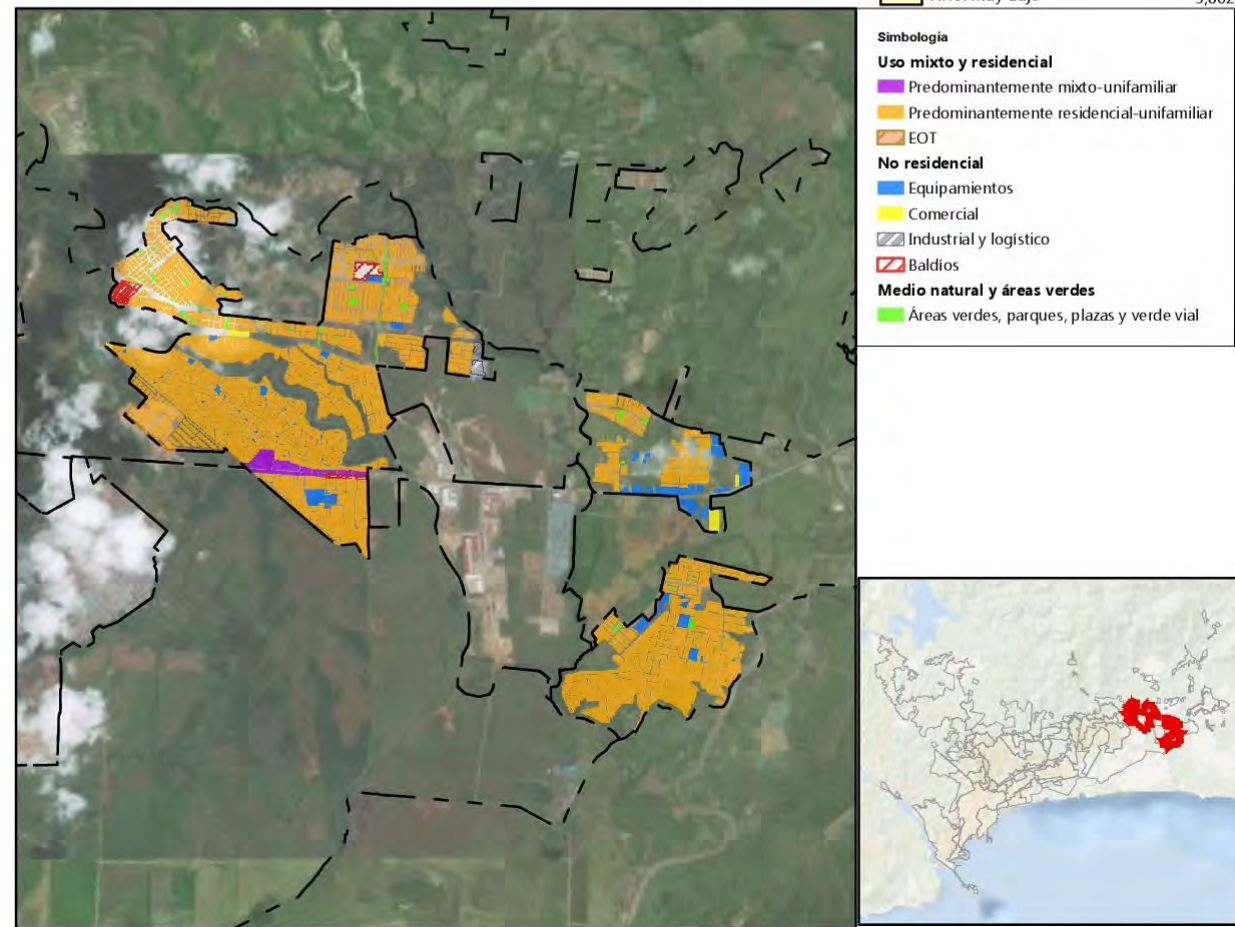 Simbología
Uso mixto y residencial
Predominantemente mixto-unifamiliar
Predominantemente residencial-unifamiliar
EOT
No residencial
Equipamientos
Comercial
Industrial y logístico
Baldíos
Medio natural y áreas verdes
Áreas verdes, parques, plazas y verde vial